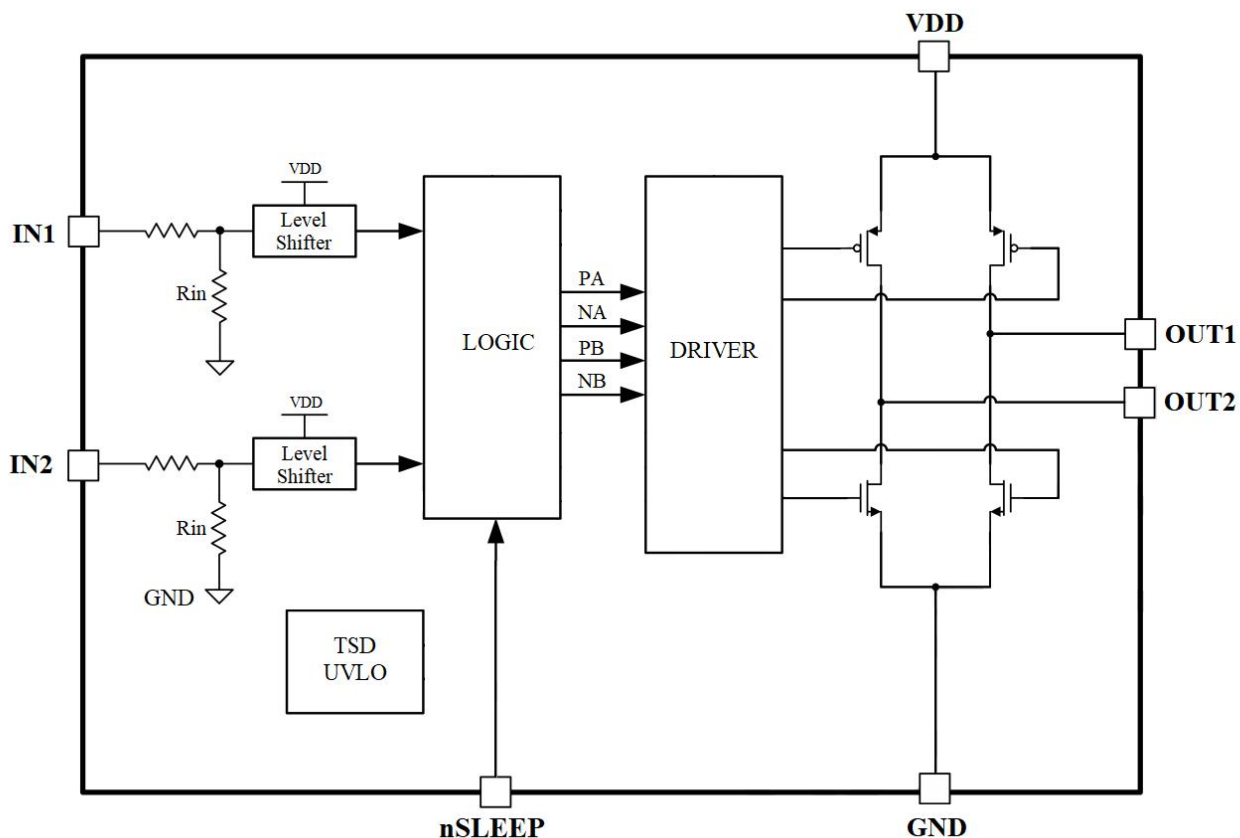 VDD
VDD
IN1
Level
Shifter
Rin
PA
NA
PB
NB
LOGIC
DRIVER
OUT1
OUT2
VDD
IN2
Level
Shifter
Rin
GND
TSD
UVLO
nSLEEP
GND